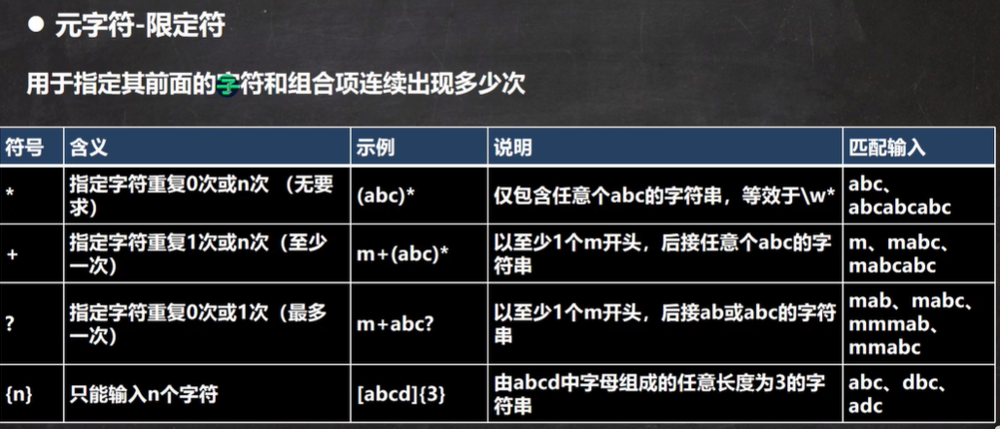 ● 元字符-限定符
用于指定其前面的字符和组合项连续出现多少次
符号 含义 示例 说明 匹配输入
* 指定字符重复0次或n次 （无要求） (abc)* 仅包含任意个abc的字符串，等效于\w* abc、abcabcabc
+ 指定字符重复1次或n次（至少一次） m+(abc)* 以至少1个m开头，后接任意个abc的字符串 m、mabc、mabcabc
? 指定字符重复0次或1次（最多一次） m+abc? 以至少1个m开头，后接ab或abc的字符串 mab、mabc、mmmab、mmabc
{n} 只能输入n个字符 [abcd]{3} 由abcd中字母组成的任意长度为3的字符串 abc、dbc、adc